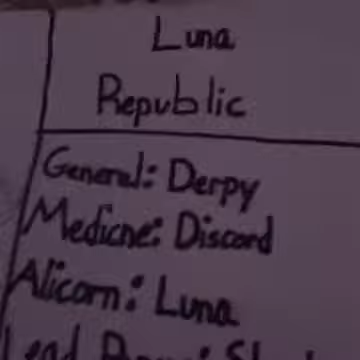 Luna
Republic
General: Derpy
Medicne: Discord
Alicorn: Luna